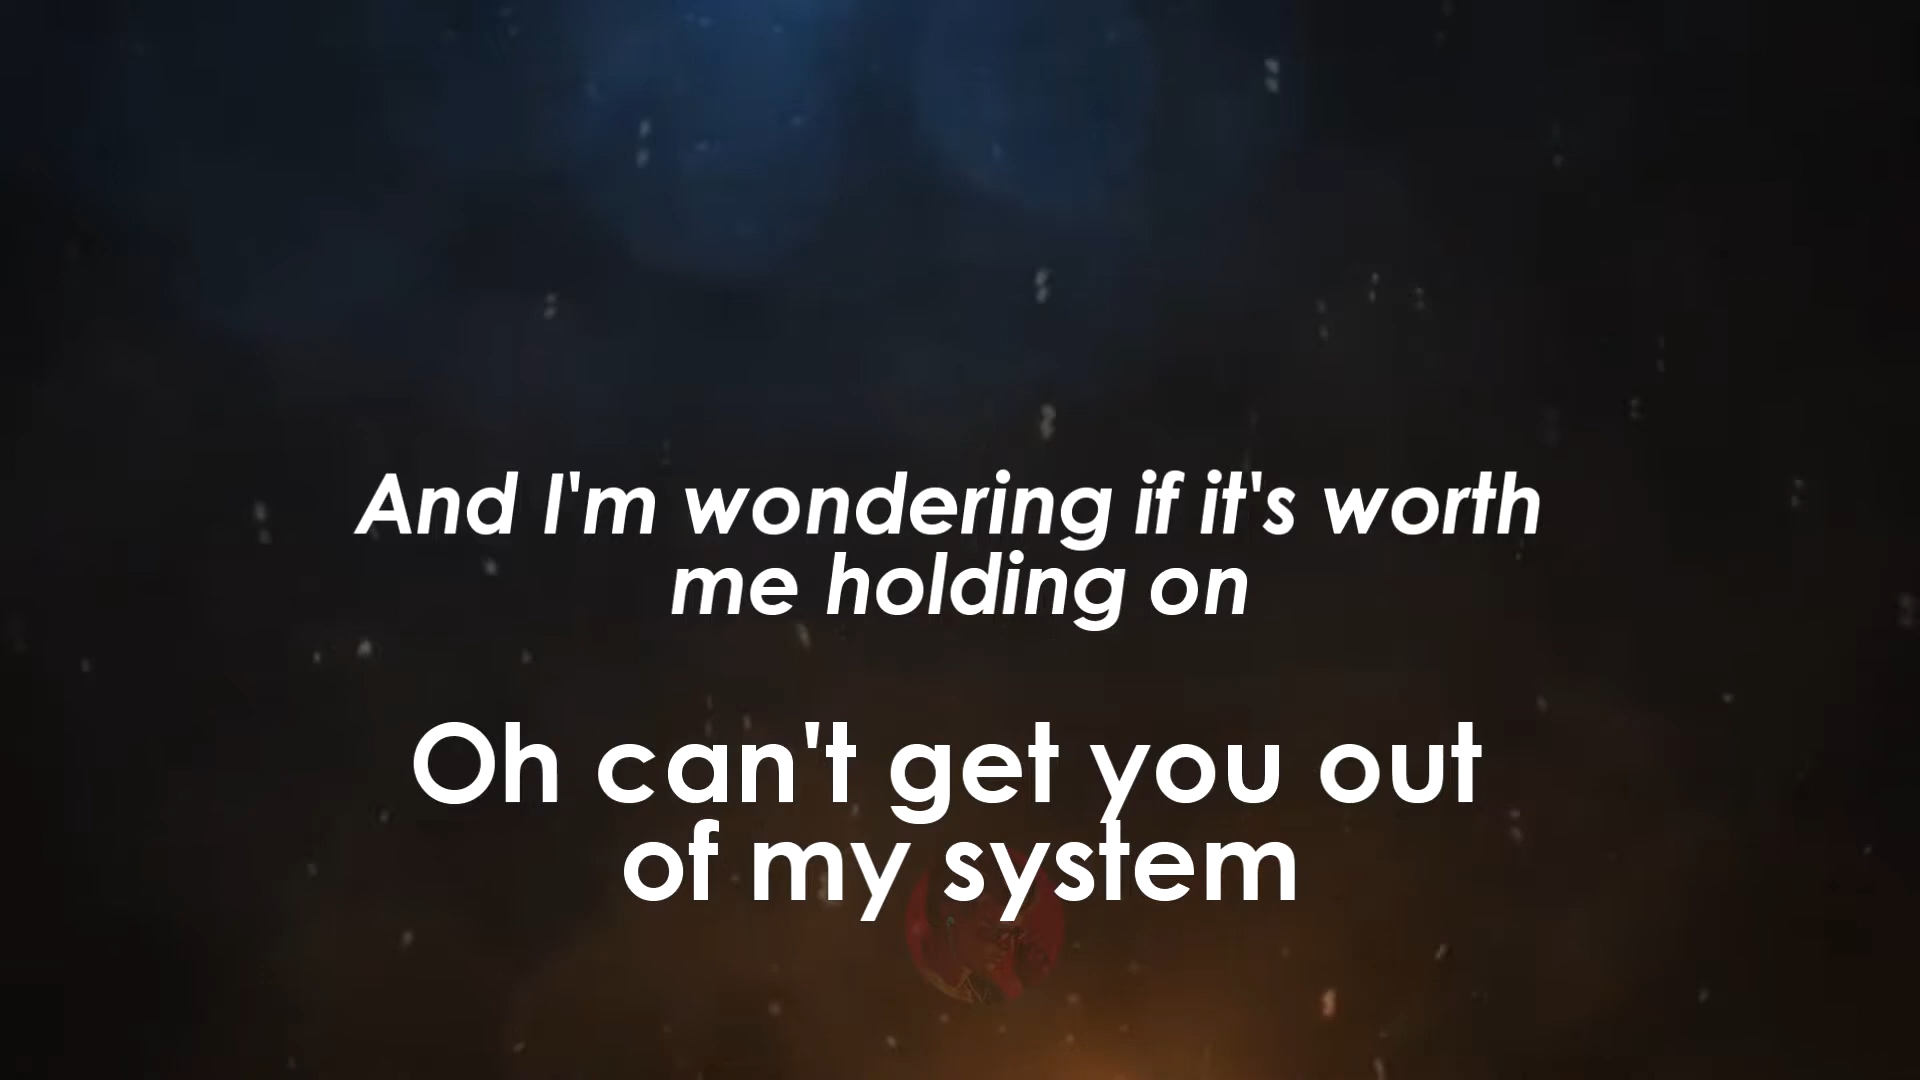 And I'm wondering if it's worth
me holding on
Oh can't get you out
of my system